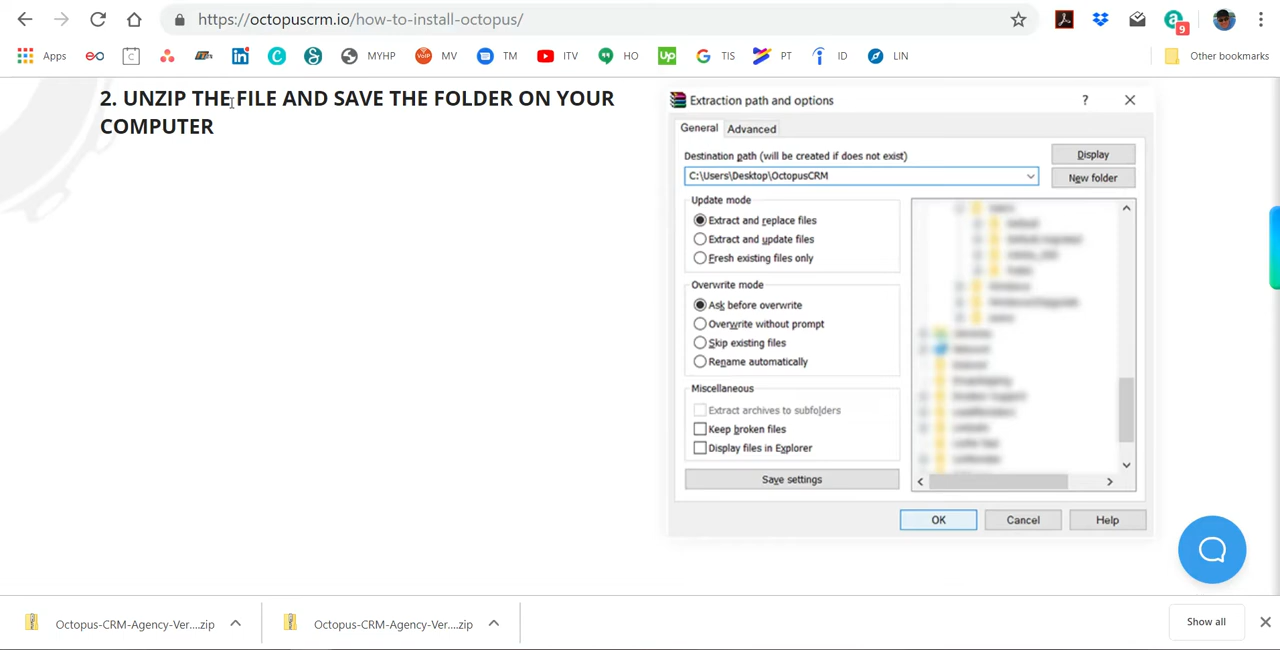 https://octopuscrm.io/how-to-install-octopus/
9
Apps
C
MYHP
MV
TM
ITV
HO
Up
TIS
PT
ID
LIN
Other bookmarks
2. UNZIP THE FILE AND SAVE THE FOLDER ON YOUR
COMPUTER
Extraction path and options
?
General
Advanced
Destination path (will be created if does not exist)
Display
C:\Users\Desktop\OctopusCRM
New folder
Update mode
Extract and replace files
Extract and update files
Fresh existing files only
Overwrite mode
Ask before overwrite
Overwrite without prompt
Skip existing files
Rename automatically
Miscellaneous
Extract archives to subfolders
Keep broken files
Display files in Explorer
Save settings
OK
Cancel
Help
Octopus-CRM-Agency-Ver....zip
Octopus-CRM-Agency-Ver....zip
Show all